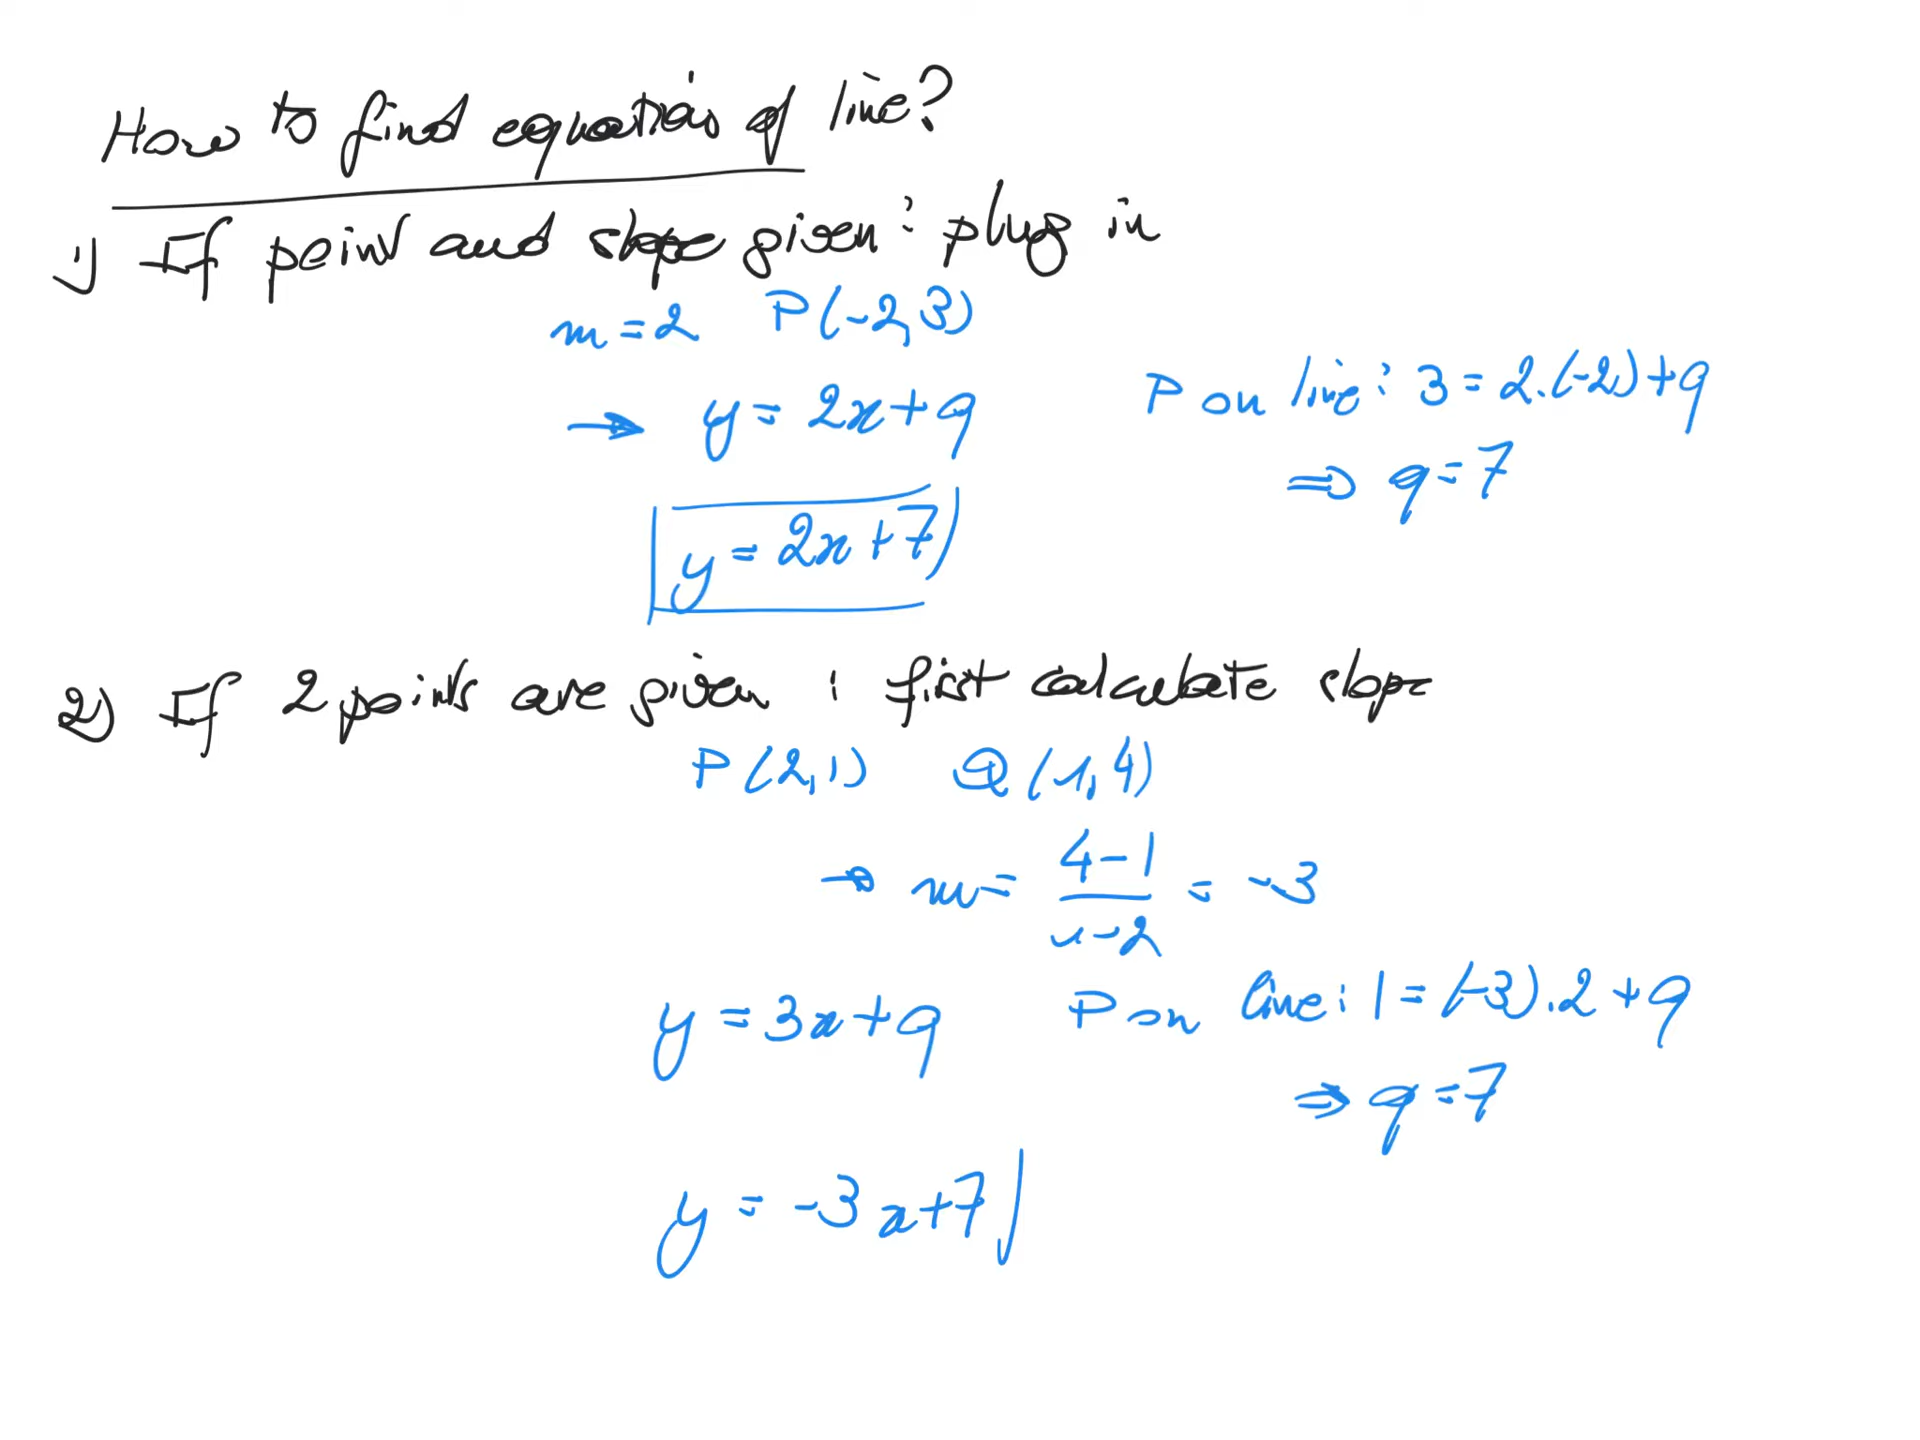 How to find equation of line?
1) If point and slope given: plug in
m = 2 P(-2,3)
→ y = 2x+q P on line: 3 = 2.(-2)+q
⇒ q = 7
y = 2x+7
2) If 2 points are given : first calculate slope
P(2,1) Q(1,4)
→ m = (4-1)/(1-2) = -3
y = 3x+q P on line: 1 = (-3).2+q
⇒ q = 7
y = -3x+7